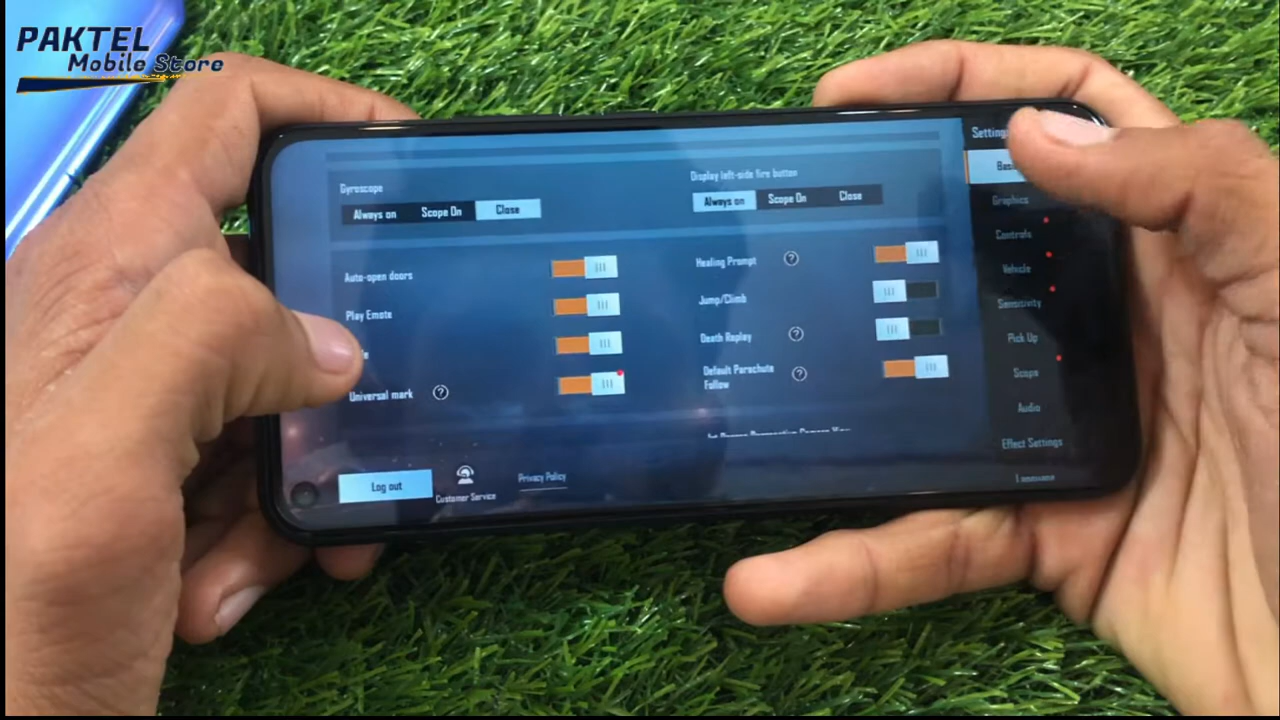 PAKTEL
Mobile Store
Gyroscope
Always on Scope On Close
Display left-side fire button
Always on Scope On Close
Auto-open doors
Play Emote
Universal mark ?
Healing Prompt ?
Jump/Climb
Death Replay ?
Default Parachute
Follow ?
Log out
Customer Service
Privacy Policy
Graphics
Controls
Vehicle
Sensitivity
Pick Up
Scope
Audio
Effect Settings